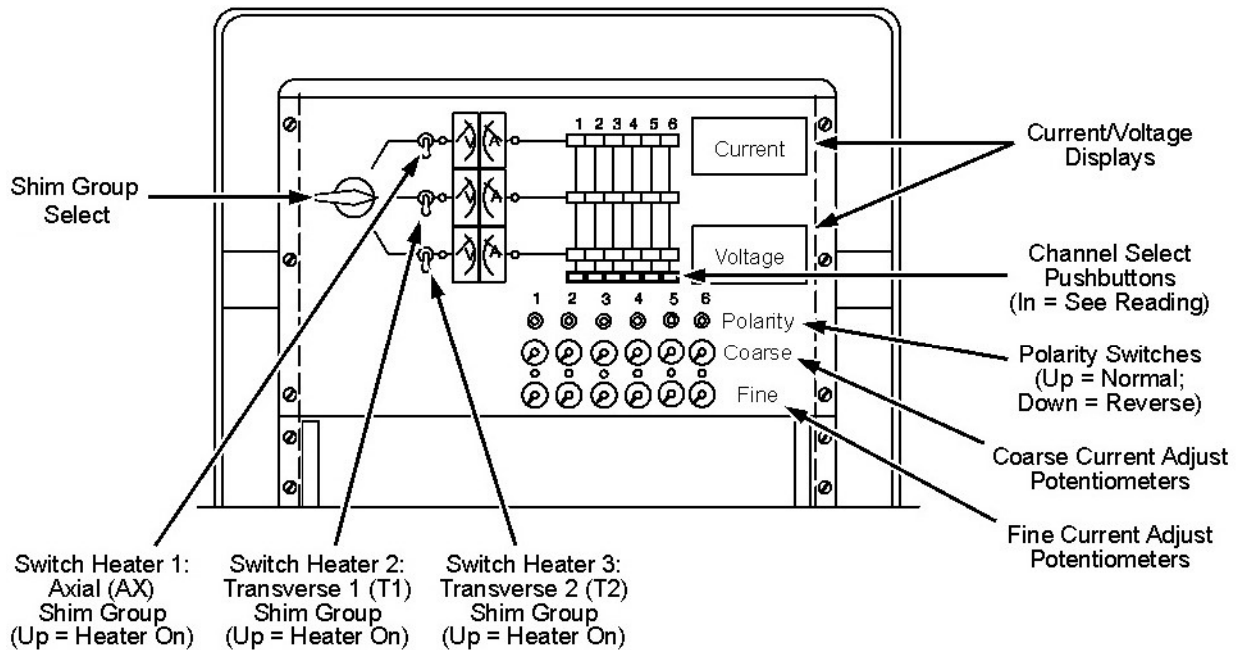 1 2 3 4 5 6
Current
Current/Voltage
Displays
Shim Group
Select
V A
V A
V A
Voltage
Channel Select
Pushbuttons
(In = See Reading)
1 2 3 4 5 6
Polarity
Coarse
Fine
Polarity Switches
(Up = Normal;
Down = Reverse)
Coarse Current Adjust
Potentiometers
Fine Current Adjust
Potentiometers
Switch Heater 1:
Axial (AX)
Shim Group
(Up = Heater On)
Switch Heater 2:
Transverse 1 (T1)
Shim Group
(Up = Heater On)
Switch Heater 3:
Transverse 2 (T2)
Shim Group
(Up = Heater On)